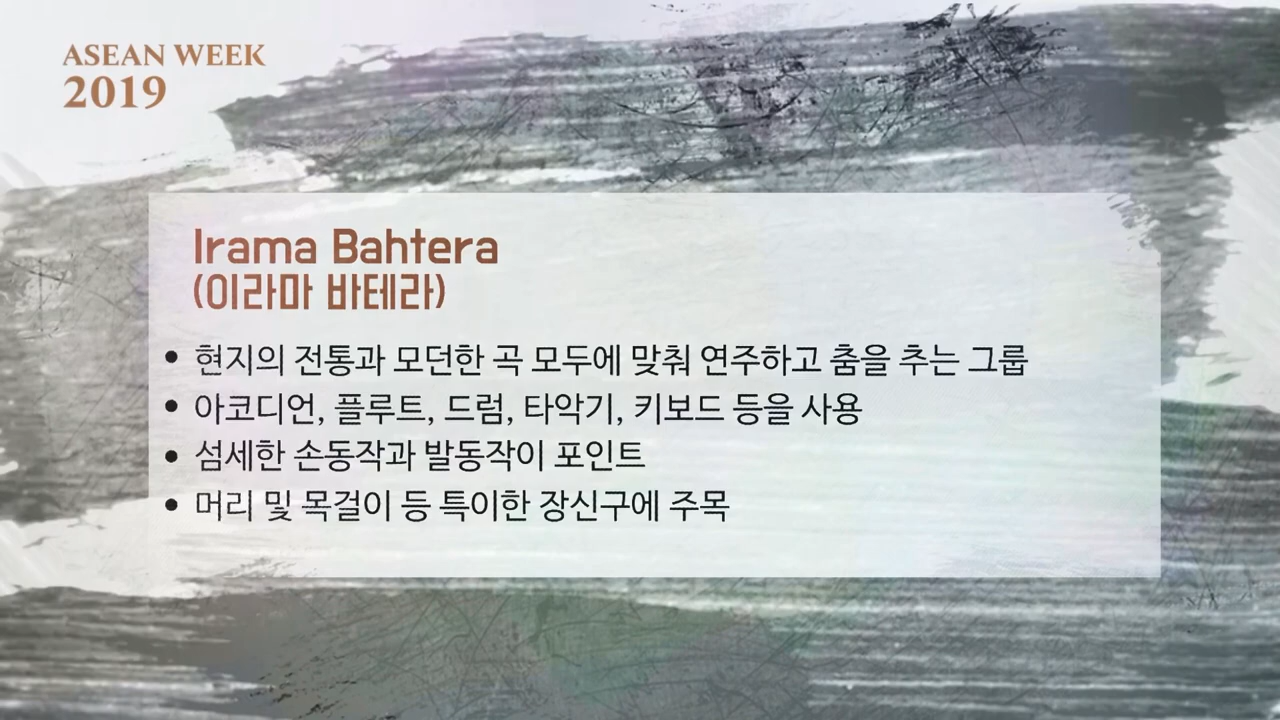 ASEAN WEEK
2019
Irama Bahtera
(이라마 바테라)
• 현지의 전통과 모던한 곡 모두에 맞춰 연주하고 춤을 추는 그룹
• 아코디언, 플루트, 드럼, 타악기, 키보드 등을 사용
• 섬세한 손동작과 발동작이 포인트
• 머리 및 목걸이 등 특이한 장신구에 주목